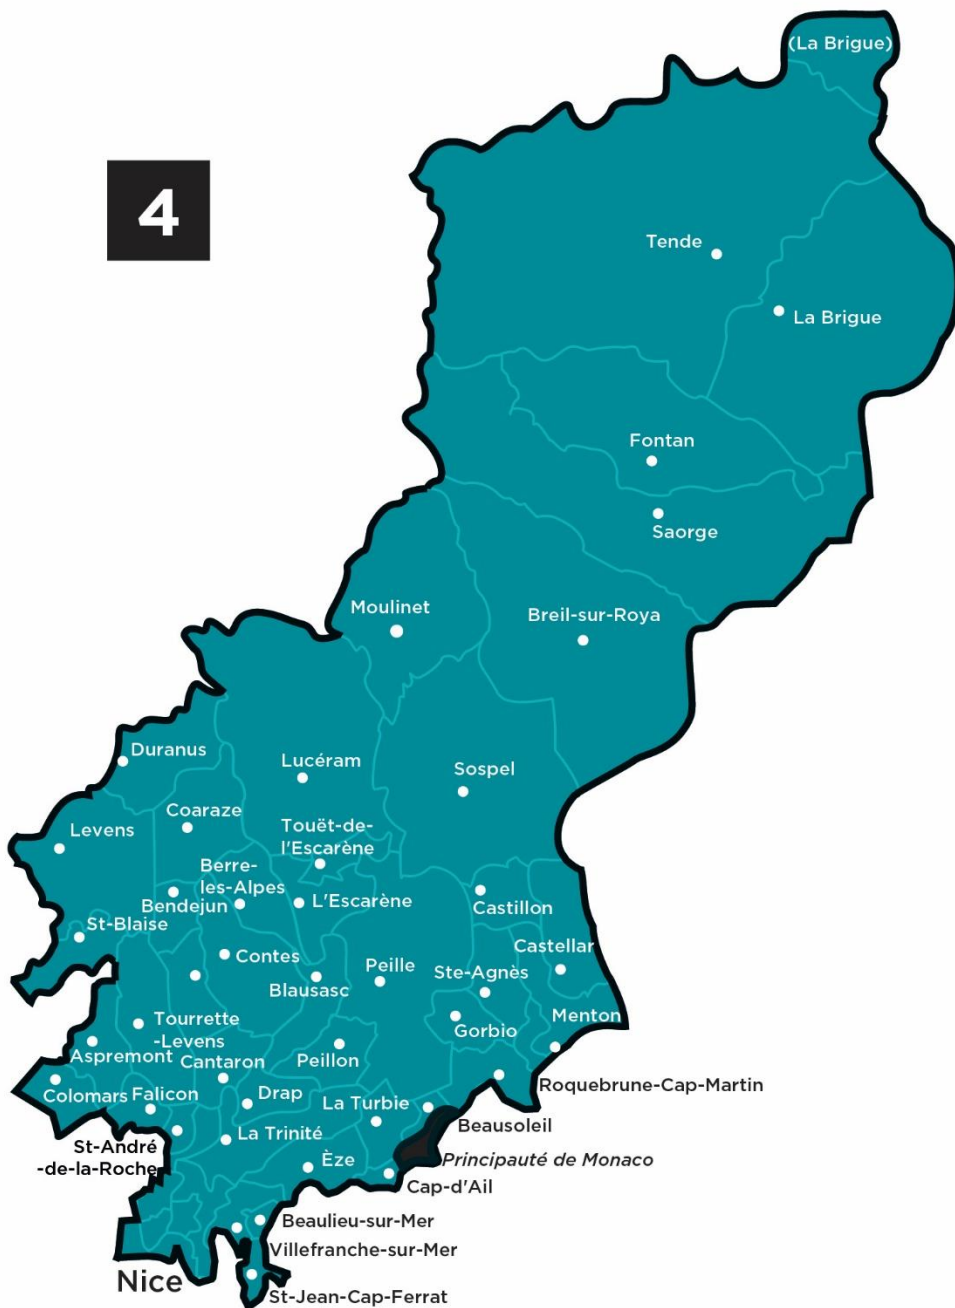 (La Brigue)
4
Tende
La Brigue
Fontan
Saorge
Moulinet
Breil-sur-Roya
Duranus
Lucéram
Sospel
Coaraze
Levens
Touët-de-
l'Escarène
Berre-
les-Alpes
Bendejun
L'Escarène
Castillon
St-Blaise
Contes
Castellar
Peille
Ste-Agnès
Blausasc
Tourrette
-Levens
Gorbio
Menton
Aspremont
Cantaron
Peillon
Colomars
Falicon
Drap
La Turbie
Roquebrune-Cap-Martin
Beausoleil
St-André
-de-la-Roche
La Trinité
Èze
Principauté de Monaco
Cap-d'Ail
Beaulieu-sur-Mer
Villefranche-sur-Mer
Nice
St-Jean-Cap-Ferrat